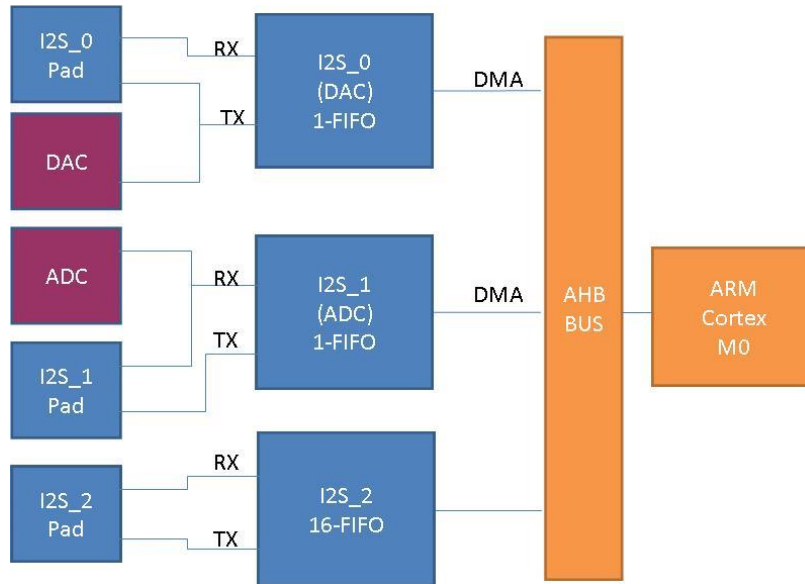 I2S_0
Pad
RX
TX
I2S_0
(DAC)
1-FIFO
DMA
DAC
ADC
RX
TX
I2S_1
(ADC)
1-FIFO
DMA
I2S_1
Pad
I2S_2
Pad
RX
TX
I2S_2
16-FIFO
AHB
BUS
ARM
Cortex
M0